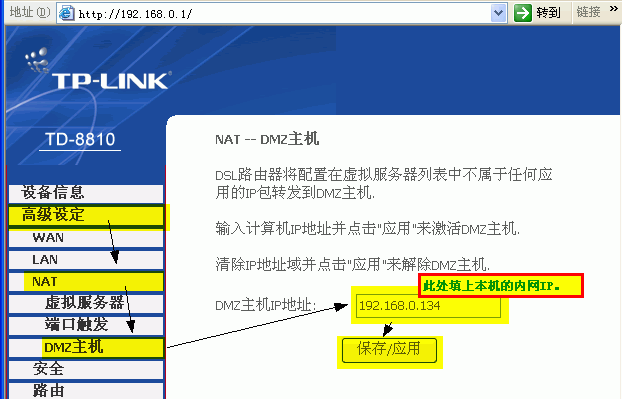 地址(D) http://192.168.0.1/ 转到 链接 »
TP-LINK
TD-8810
设备信息
高级设定
WAN
LAN
NAT
虚拟服务器
端口触发
DMZ主机
安全
路由
NAT -- DMZ主机
DSL路由器将配置在虚拟服务器列表中不属于任何应
用的IP包转发到DMZ主机.
输入计算机IP地址并点击"应用"来激活DMZ主机.
清除IP地址域并点击"应用"来解除DMZ主机.
此处填上本机的内网IP。
DMZ主机IP地址: 192.168.0.134
保存/应用